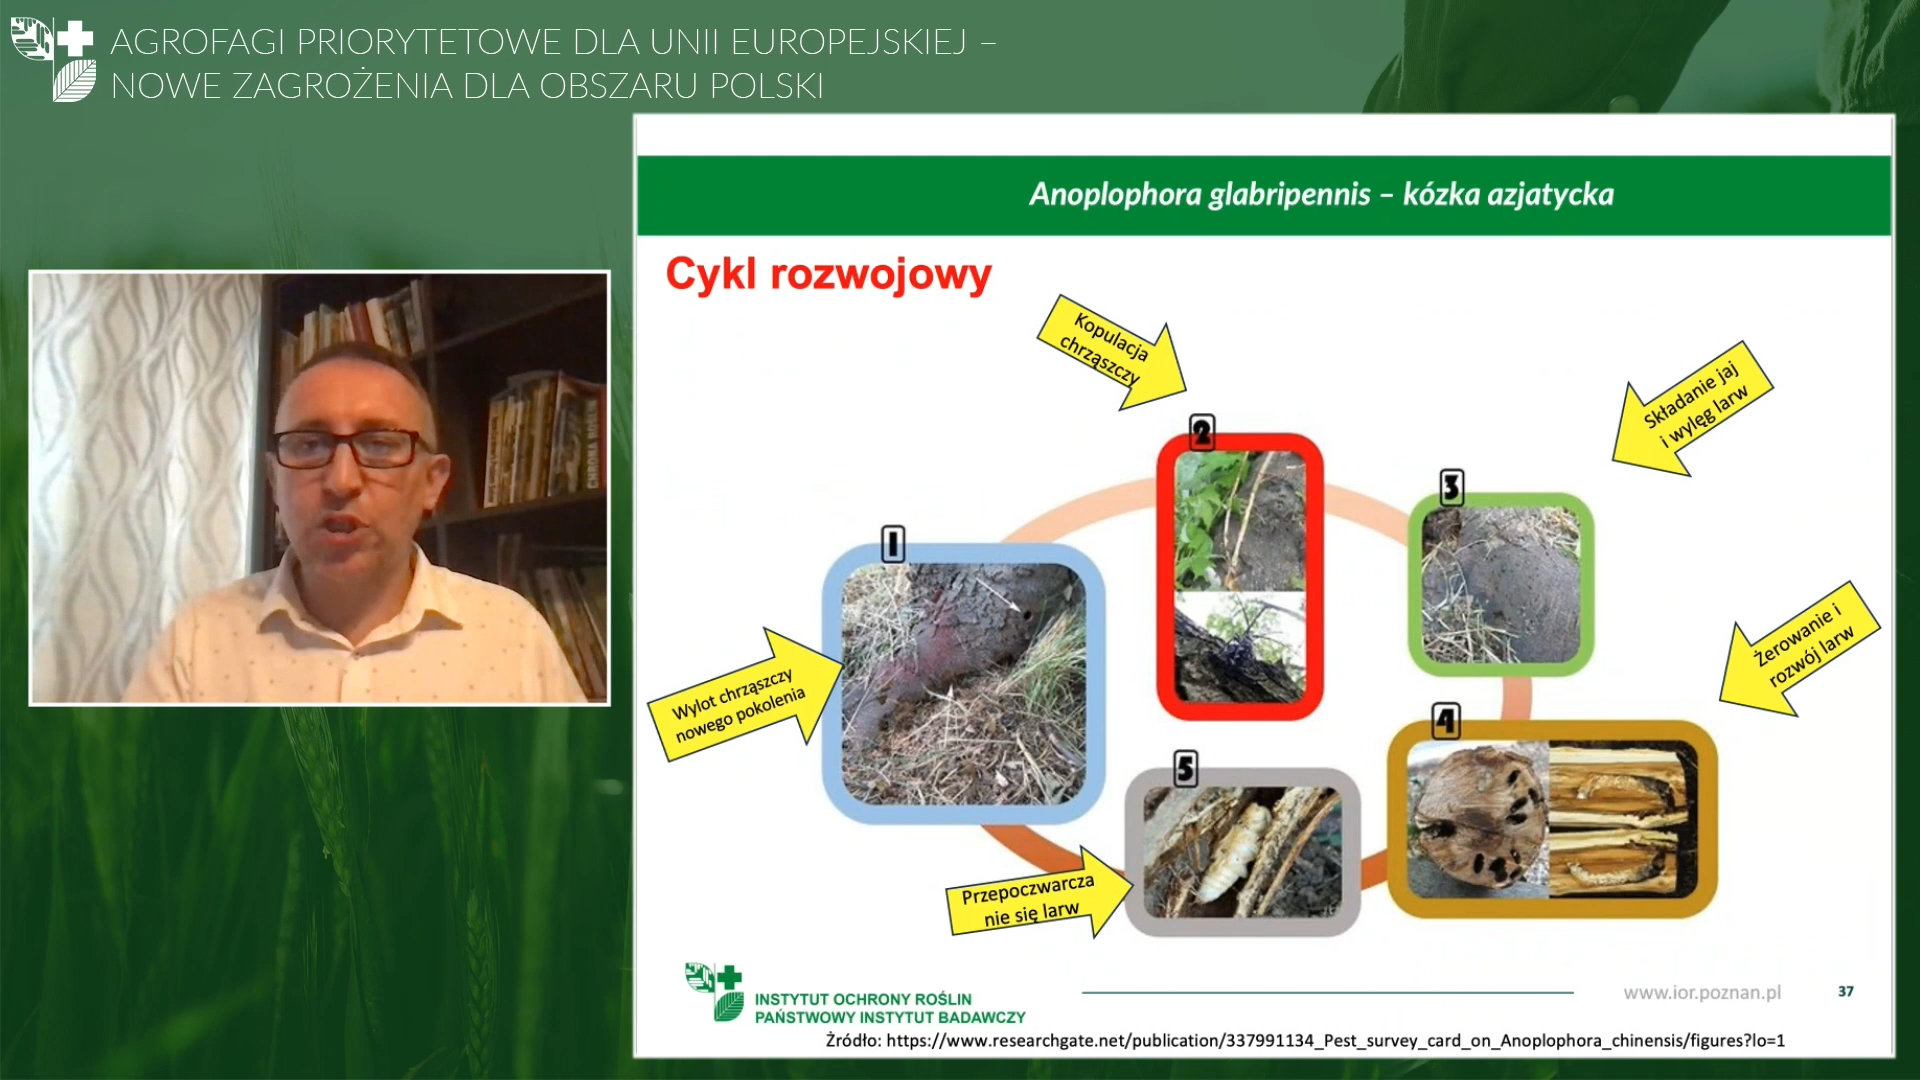 AGROFAGI PRIORYTETOWE DLA UNII EUROPEJSKIEJ –
NOWE ZAGROŻENIA DLA OBSZARU POLSKI
Anoplophora glabripennis – kózka azjatycka
Cykl rozwojowy
Kopulacja
chrząszczy
Składanie jaj
i wylęg larw
2
3
1
Żerowanie i
rozwój larw
Wylot chrząszczy
nowego pokolenia
4
5
Przepoczwarcza
nie się larw
INSTYTUT OCHRONY ROŚLIN
PAŃSTWOWY INSTYTUT BADAWCZY
www.ior.poznan.pl
37
Źródło: https://www.researchgate.net/publication/337991134_Pest_survey_card_on_Anoplophora_chinensis/figures?lo=1